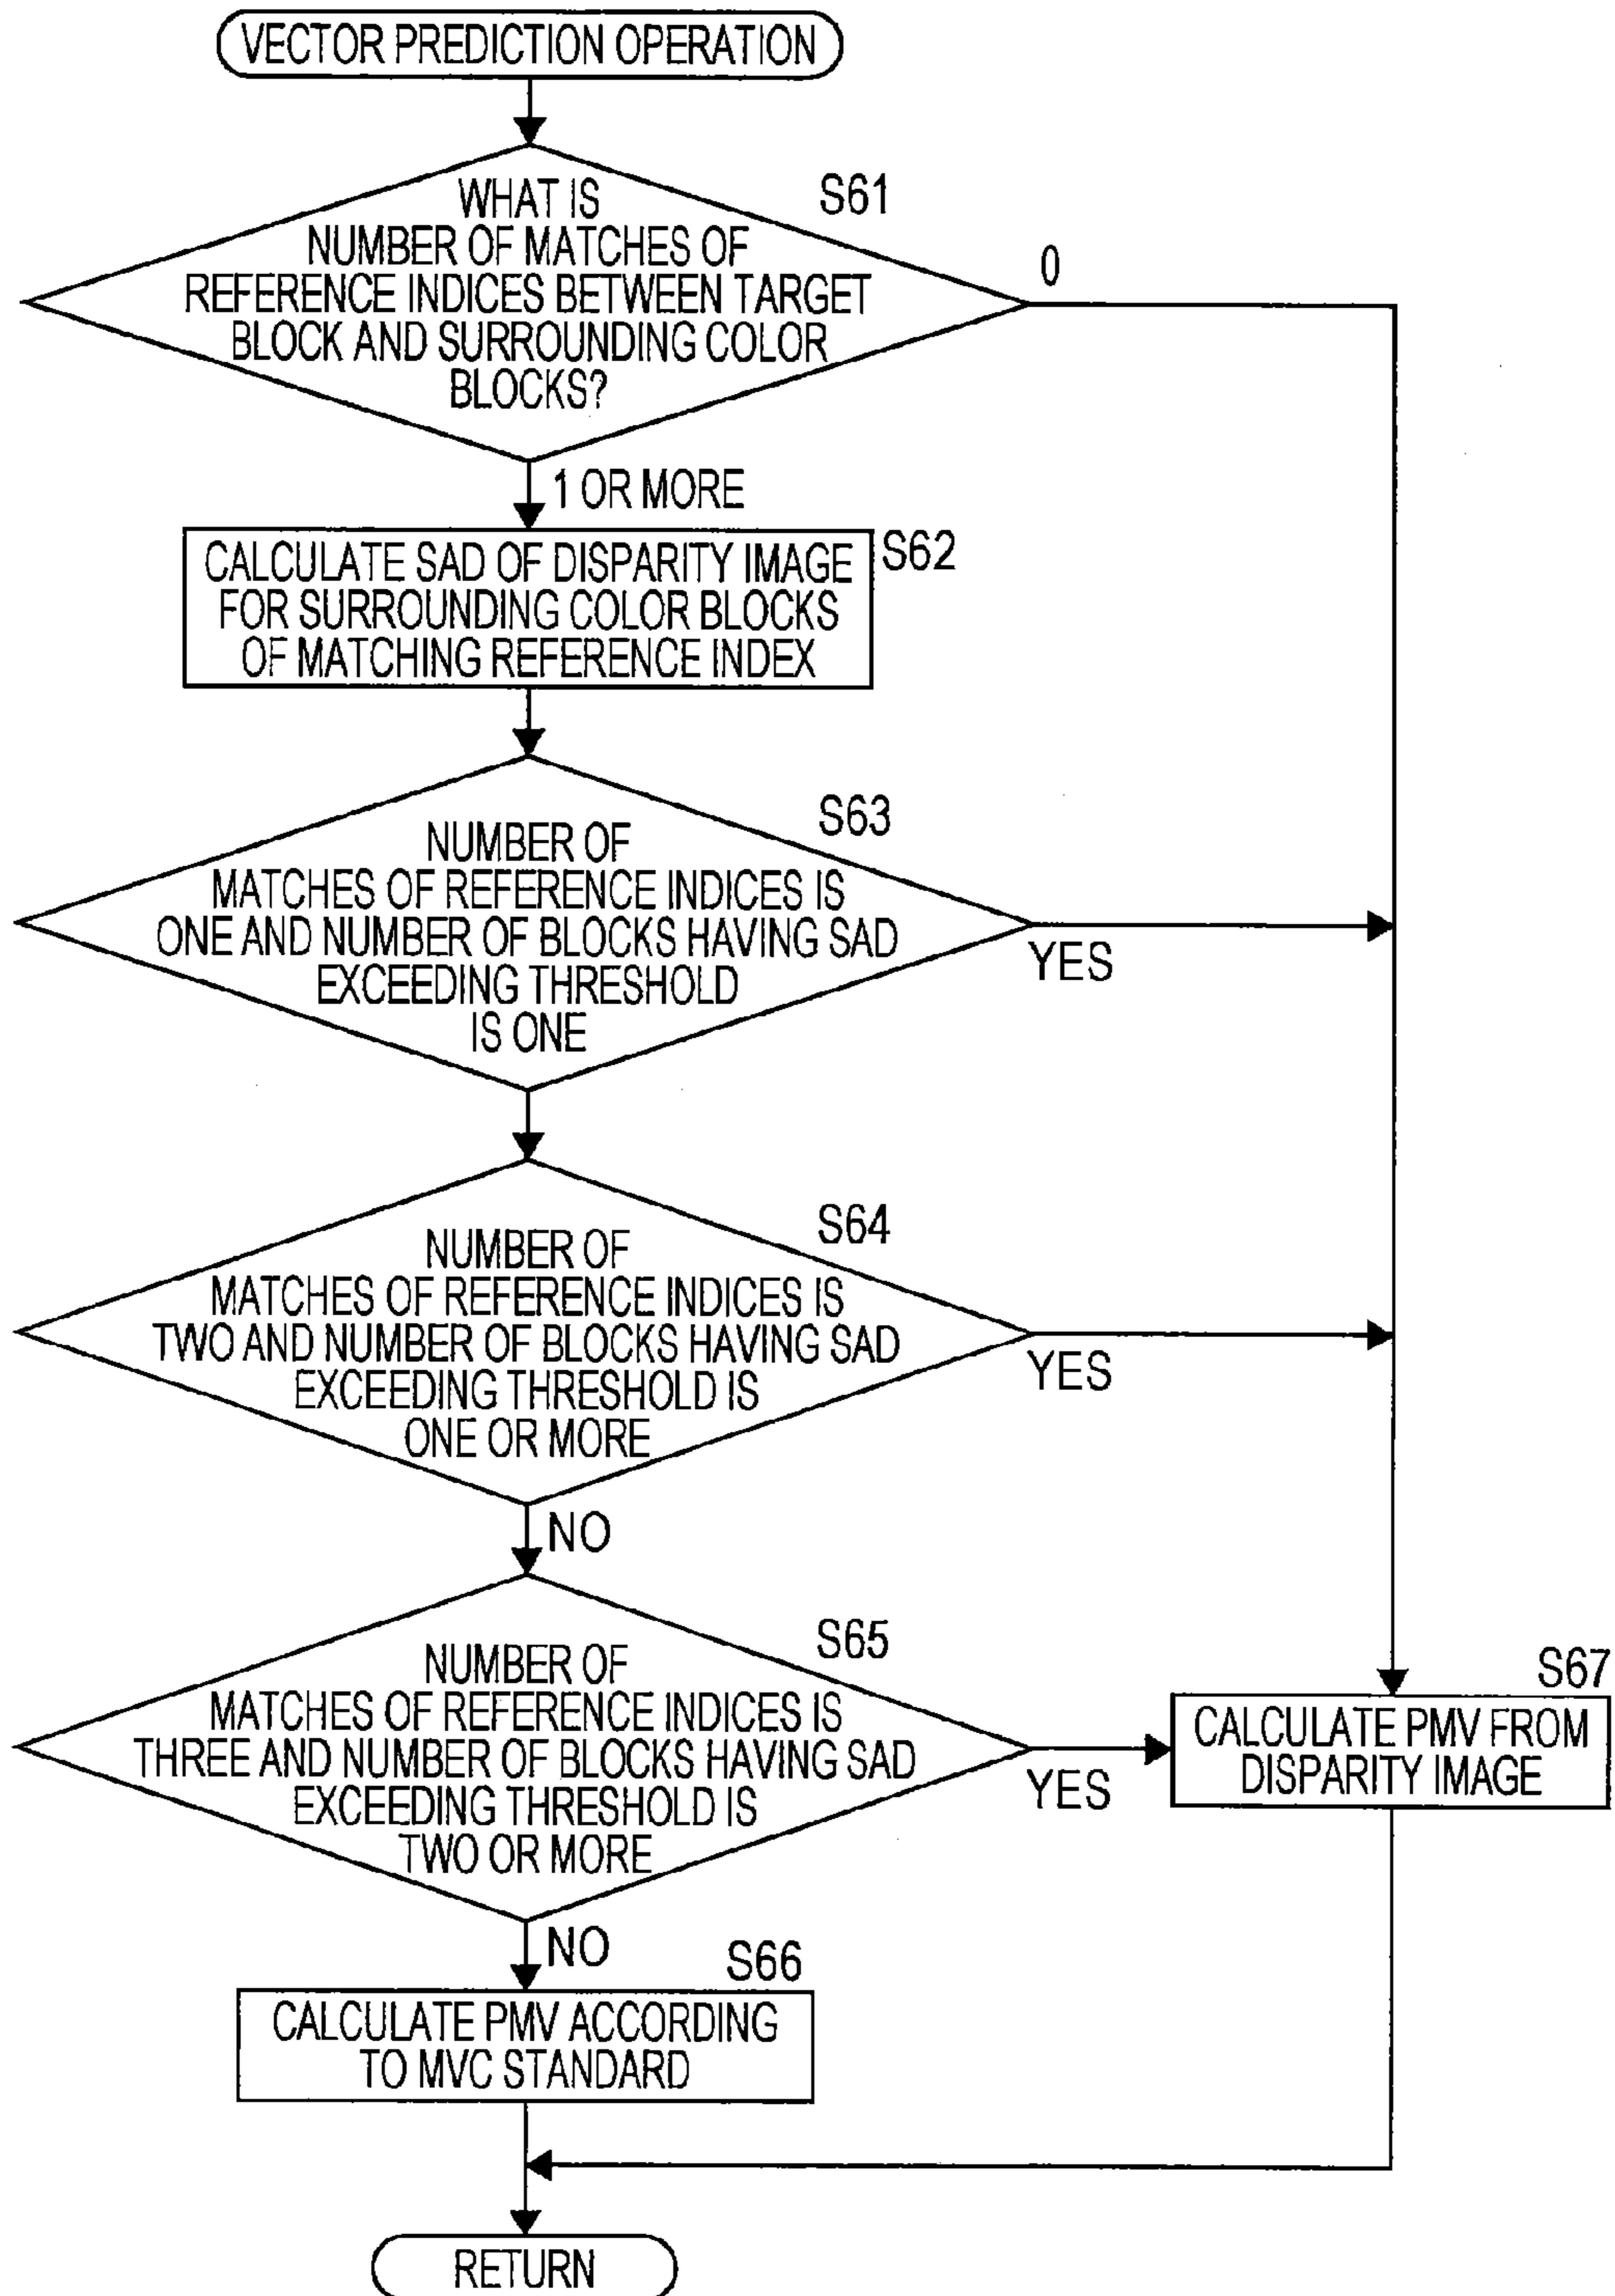 VECTOR PREDICTION OPERATION
WHAT IS
NUMBER OF MATCHES OF
REFERENCE INDICES BETWEEN TARGET
BLOCK AND SURROUNDING COLOR
BLOCKS?
S61
0
1 OR MORE
CALCULATE SAD OF DISPARITY IMAGE
FOR SURROUNDING COLOR BLOCKS
OF MATCHING REFERENCE INDEX
S62
NUMBER OF
MATCHES OF REFERENCE INDICES IS
ONE AND NUMBER OF BLOCKS HAVING SAD
EXCEEDING THRESHOLD
IS ONE
S63
YES
NUMBER OF
MATCHES OF REFERENCE INDICES IS
TWO AND NUMBER OF BLOCKS HAVING SAD
EXCEEDING THRESHOLD IS
ONE OR MORE
S64
YES
NO
NUMBER OF
MATCHES OF REFERENCE INDICES IS
THREE AND NUMBER OF BLOCKS HAVING SAD
EXCEEDING THRESHOLD IS
TWO OR MORE
S65
YES
S67
CALCULATE PMV FROM
DISPARITY IMAGE
NO
S66
CALCULATE PMV ACCORDING
TO MVC STANDARD
RETURN